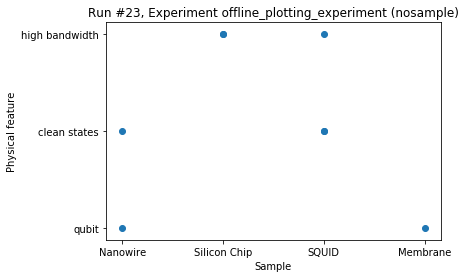 Run #23, Experiment offline_plotting_experiment (nosample)
high bandwidth
clean states
qubit
Physical feature
Nanowire Silicon Chip SQUID Membrane
Sample